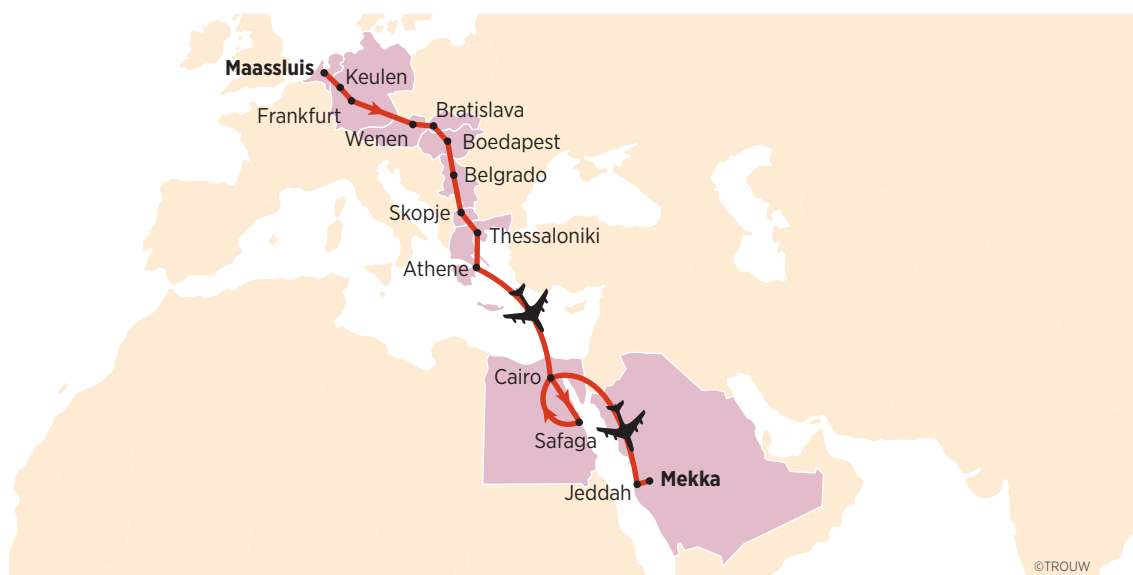 Maassluis
Keulen
Frankfurt
Bratislava
Wenen
Boedapest
Belgrado
Skopje
Thessaloniki
Athene
Cairo
Safaga
Jeddah
Mekka
©TROUW